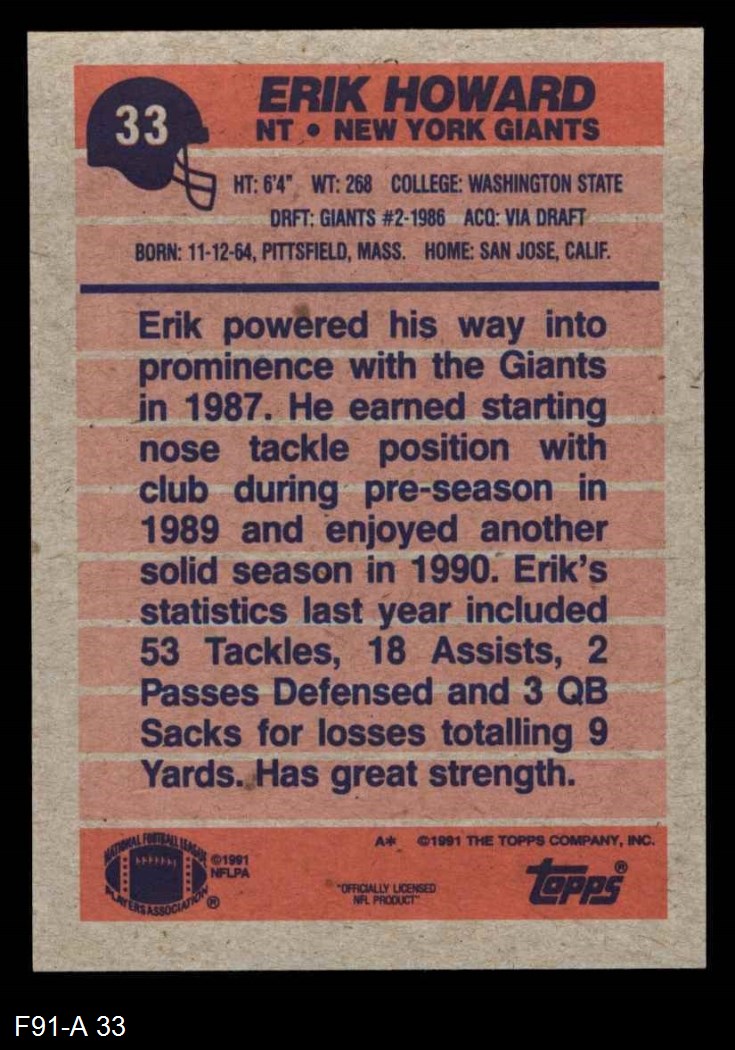 33
ERIK HOWARD
NT • NEW YORK GIANTS
HT: 6'4" WT: 268 COLLEGE: WASHINGTON STATE
DRFT: GIANTS #2-1986 ACQ: VIA DRAFT
BORN: 11-12-64, PITTSFIELD, MASS. HOME: SAN JOSE, CALIF.
Erik powered his way into
prominence with the Giants
in 1987. He earned starting
nose tackle position with
club during pre-season in
1989 and enjoyed another
solid season in 1990. Erik's
statistics last year included
53 Tackles, 18 Assists, 2
Passes Defensed and 3 QB
Sacks for losses totalling 9
Yards. Has great strength.
NATIONAL FOOTBALL LEAGUE
PLAYERS ASSOCIATION ®
©1991
NFLPA
A* ©1991 THE TOPPS COMPANY, INC.
"OFFICIALLY LICENSED
NFL PRODUCT"
topps®
F91-A 33